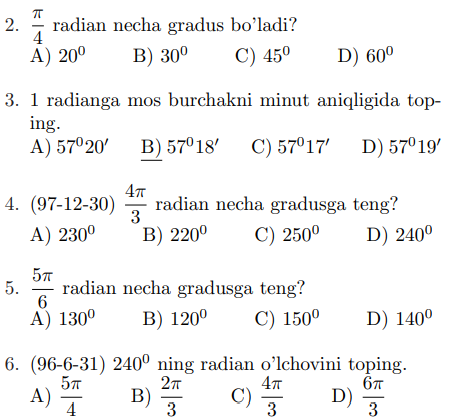 2. π/4 radian necha gradus bo'ladi?
A) 20⁰ B) 30⁰ C) 45⁰ D) 60⁰
3. 1 radianga mos burchakni minut aniqligida top-
ing.
A) 57⁰20′ B) 57⁰18′ C) 57⁰17′ D) 57⁰19′
4. (97-12-30) 4π/3 radian necha gradusga teng?
A) 230⁰ B) 220⁰ C) 250⁰ D) 240⁰
5. 5π/6 radian necha gradusga teng?
A) 130⁰ B) 120⁰ C) 150⁰ D) 140⁰
6. (96-6-31) 240⁰ ning radian o'lchovini toping.
A) 5π/4 B) 2π/3 C) 4π/3 D) 6π/3